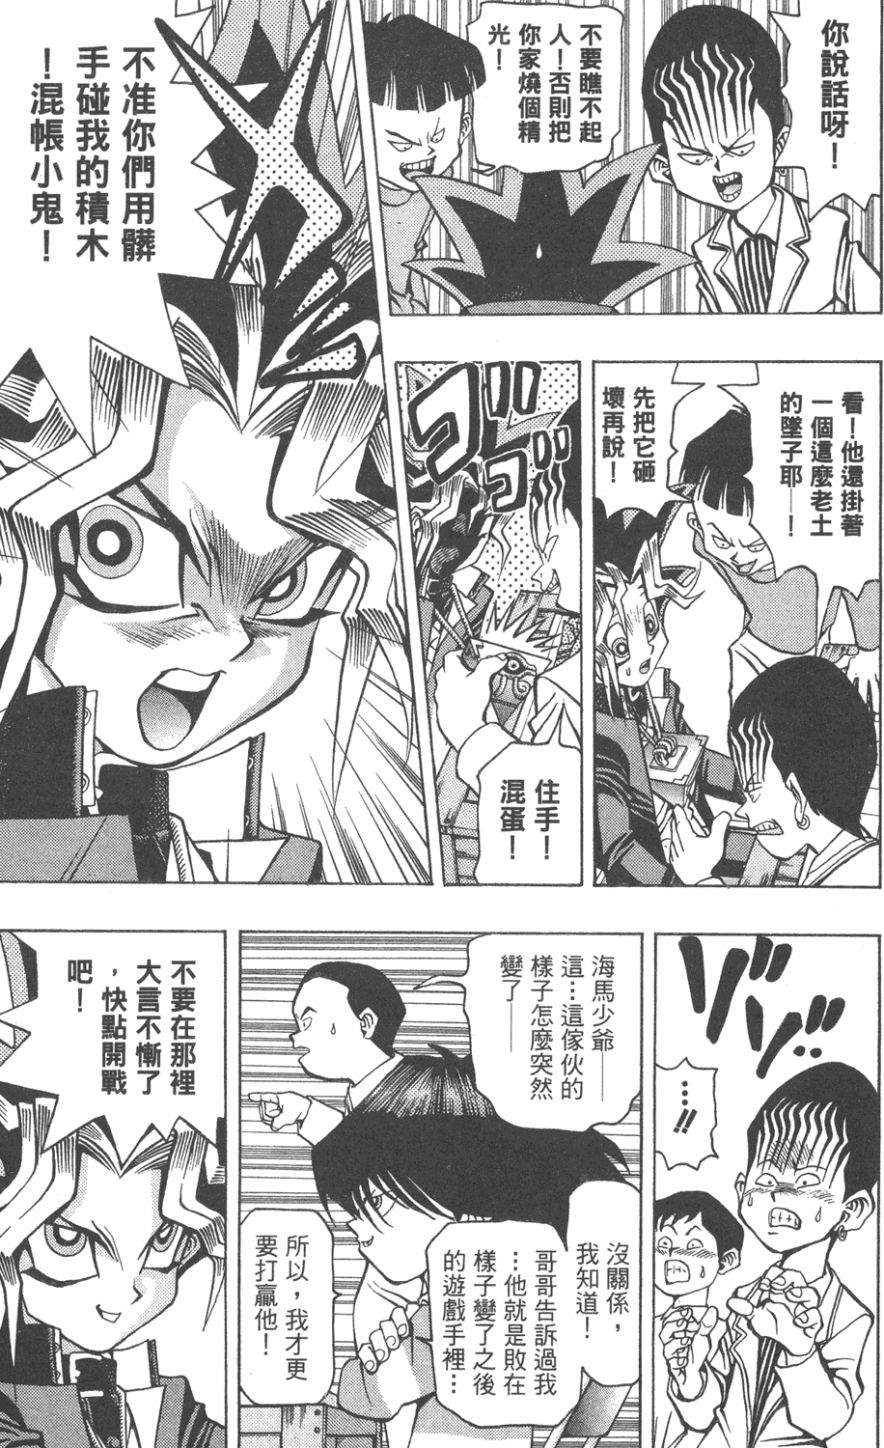 你說話呀！
不要瞧不起
人！否則把
你家燒個精
光！
不准你們用髒
手碰我的積木
！混帳小鬼！
看！他還掛著
一個這麼老土
的墜子耶──！
先把它砸
壞再說！
ゴゴゴ
住手！
混蛋！
…!!
海馬少爺──
這…這傢伙的
樣子怎麼突然
變了──
沒關係，
我知道！
哥哥告訴過我
…他就是敗在
樣子變了之後
的遊戲手裡…
所以，我才更
要打贏他！
不要在那裡
大言不慚了
，快點開戰
吧！